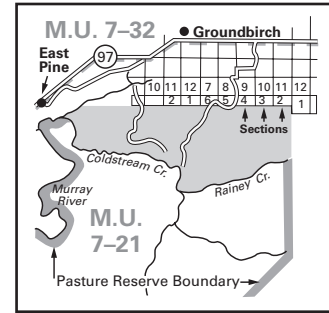 M.U. 7–32
Groundbirch
East
Pine
97
10 11 12 7 8 9 10 11 12
2 1 6 5 4 3 2 1
Sections
Coldstream Cr.
Rainey Cr.
Murray
River
M.U.
7–21
Pasture Reserve Boundary